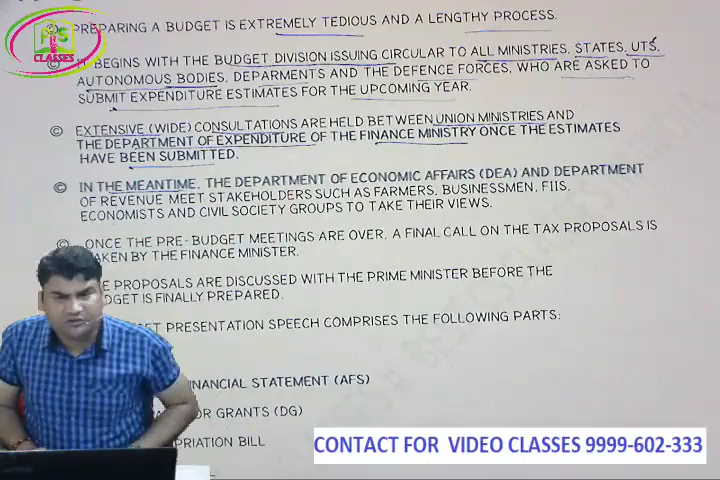 PREPARING A BUDGET IS EXTREMELY TEDIOUS AND A LENGTHY PROCESS.
CLASSES
BEGINS WITH THE BUDGET DIVISION ISSUING CIRCULAR TO ALL MINISTRIES, STATES, UTS,
AUTONOMOUS BODIES, DEPARMENTS AND THE DEFENCE FORCES, WHO ARE ASKED TO
SUBMIT EXPENDITURE ESTIMATES FOR THE UPCOMING YEAR.
© EXTENSIVE (WIDE) CONSULTATIONS ARE HELD BETWEEN UNION MINISTRIES AND
THE DEPARTMENT OF EXPENDITURE OF THE FINANCE MINISTRY ONCE THE ESTIMATES
HAVE BEEN SUBMITTED.
© IN THE MEANTIME, THE DEPARTMENT OF ECONOMIC AFFAIRS (DEA) AND DEPARTMENT
OF REVENUE MEET STAKEHOLDERS SUCH AS FARMERS, BUSINESSMEN, FIIS,
ECONOMISTS AND CIVIL SOCIETY GROUPS TO TAKE THEIR VIEWS.
© ONCE THE PRE-BUDGET MEETINGS ARE OVER, A FINAL CALL ON THE TAX PROPOSALS IS
AKEN BY THE FINANCE MINISTER.
E PROPOSALS ARE DISCUSSED WITH THE PRIME MINISTER BEFORE THE
DGET IS FINALLY PREPARED.
ET PRESENTATION SPEECH COMPRISES THE FOLLOWING PARTS:
NANCIAL STATEMENT (AFS)
OR GRANTS (DG)
PRIATION BILL
CONTACT FOR VIDEO CLASSES 9999-602-333